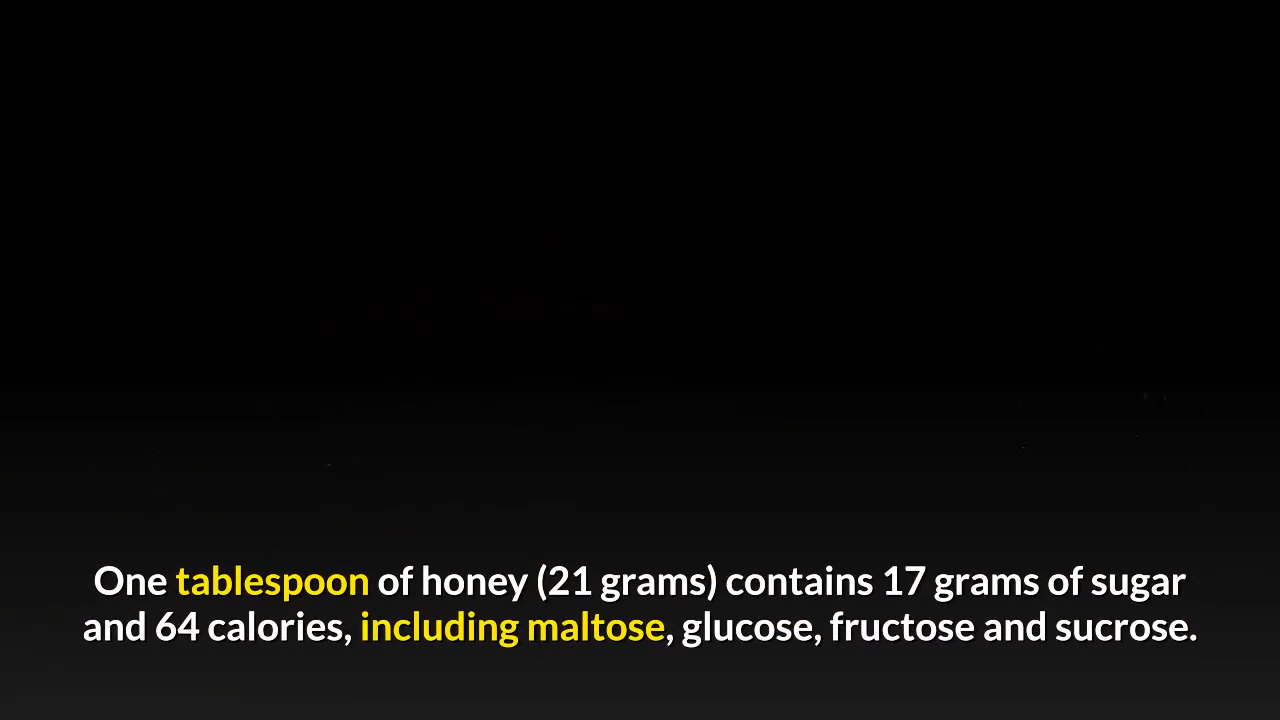 One tablespoon of honey (21 grams) contains 17 grams of sugar
and 64 calories, including maltose, glucose, fructose and sucrose.